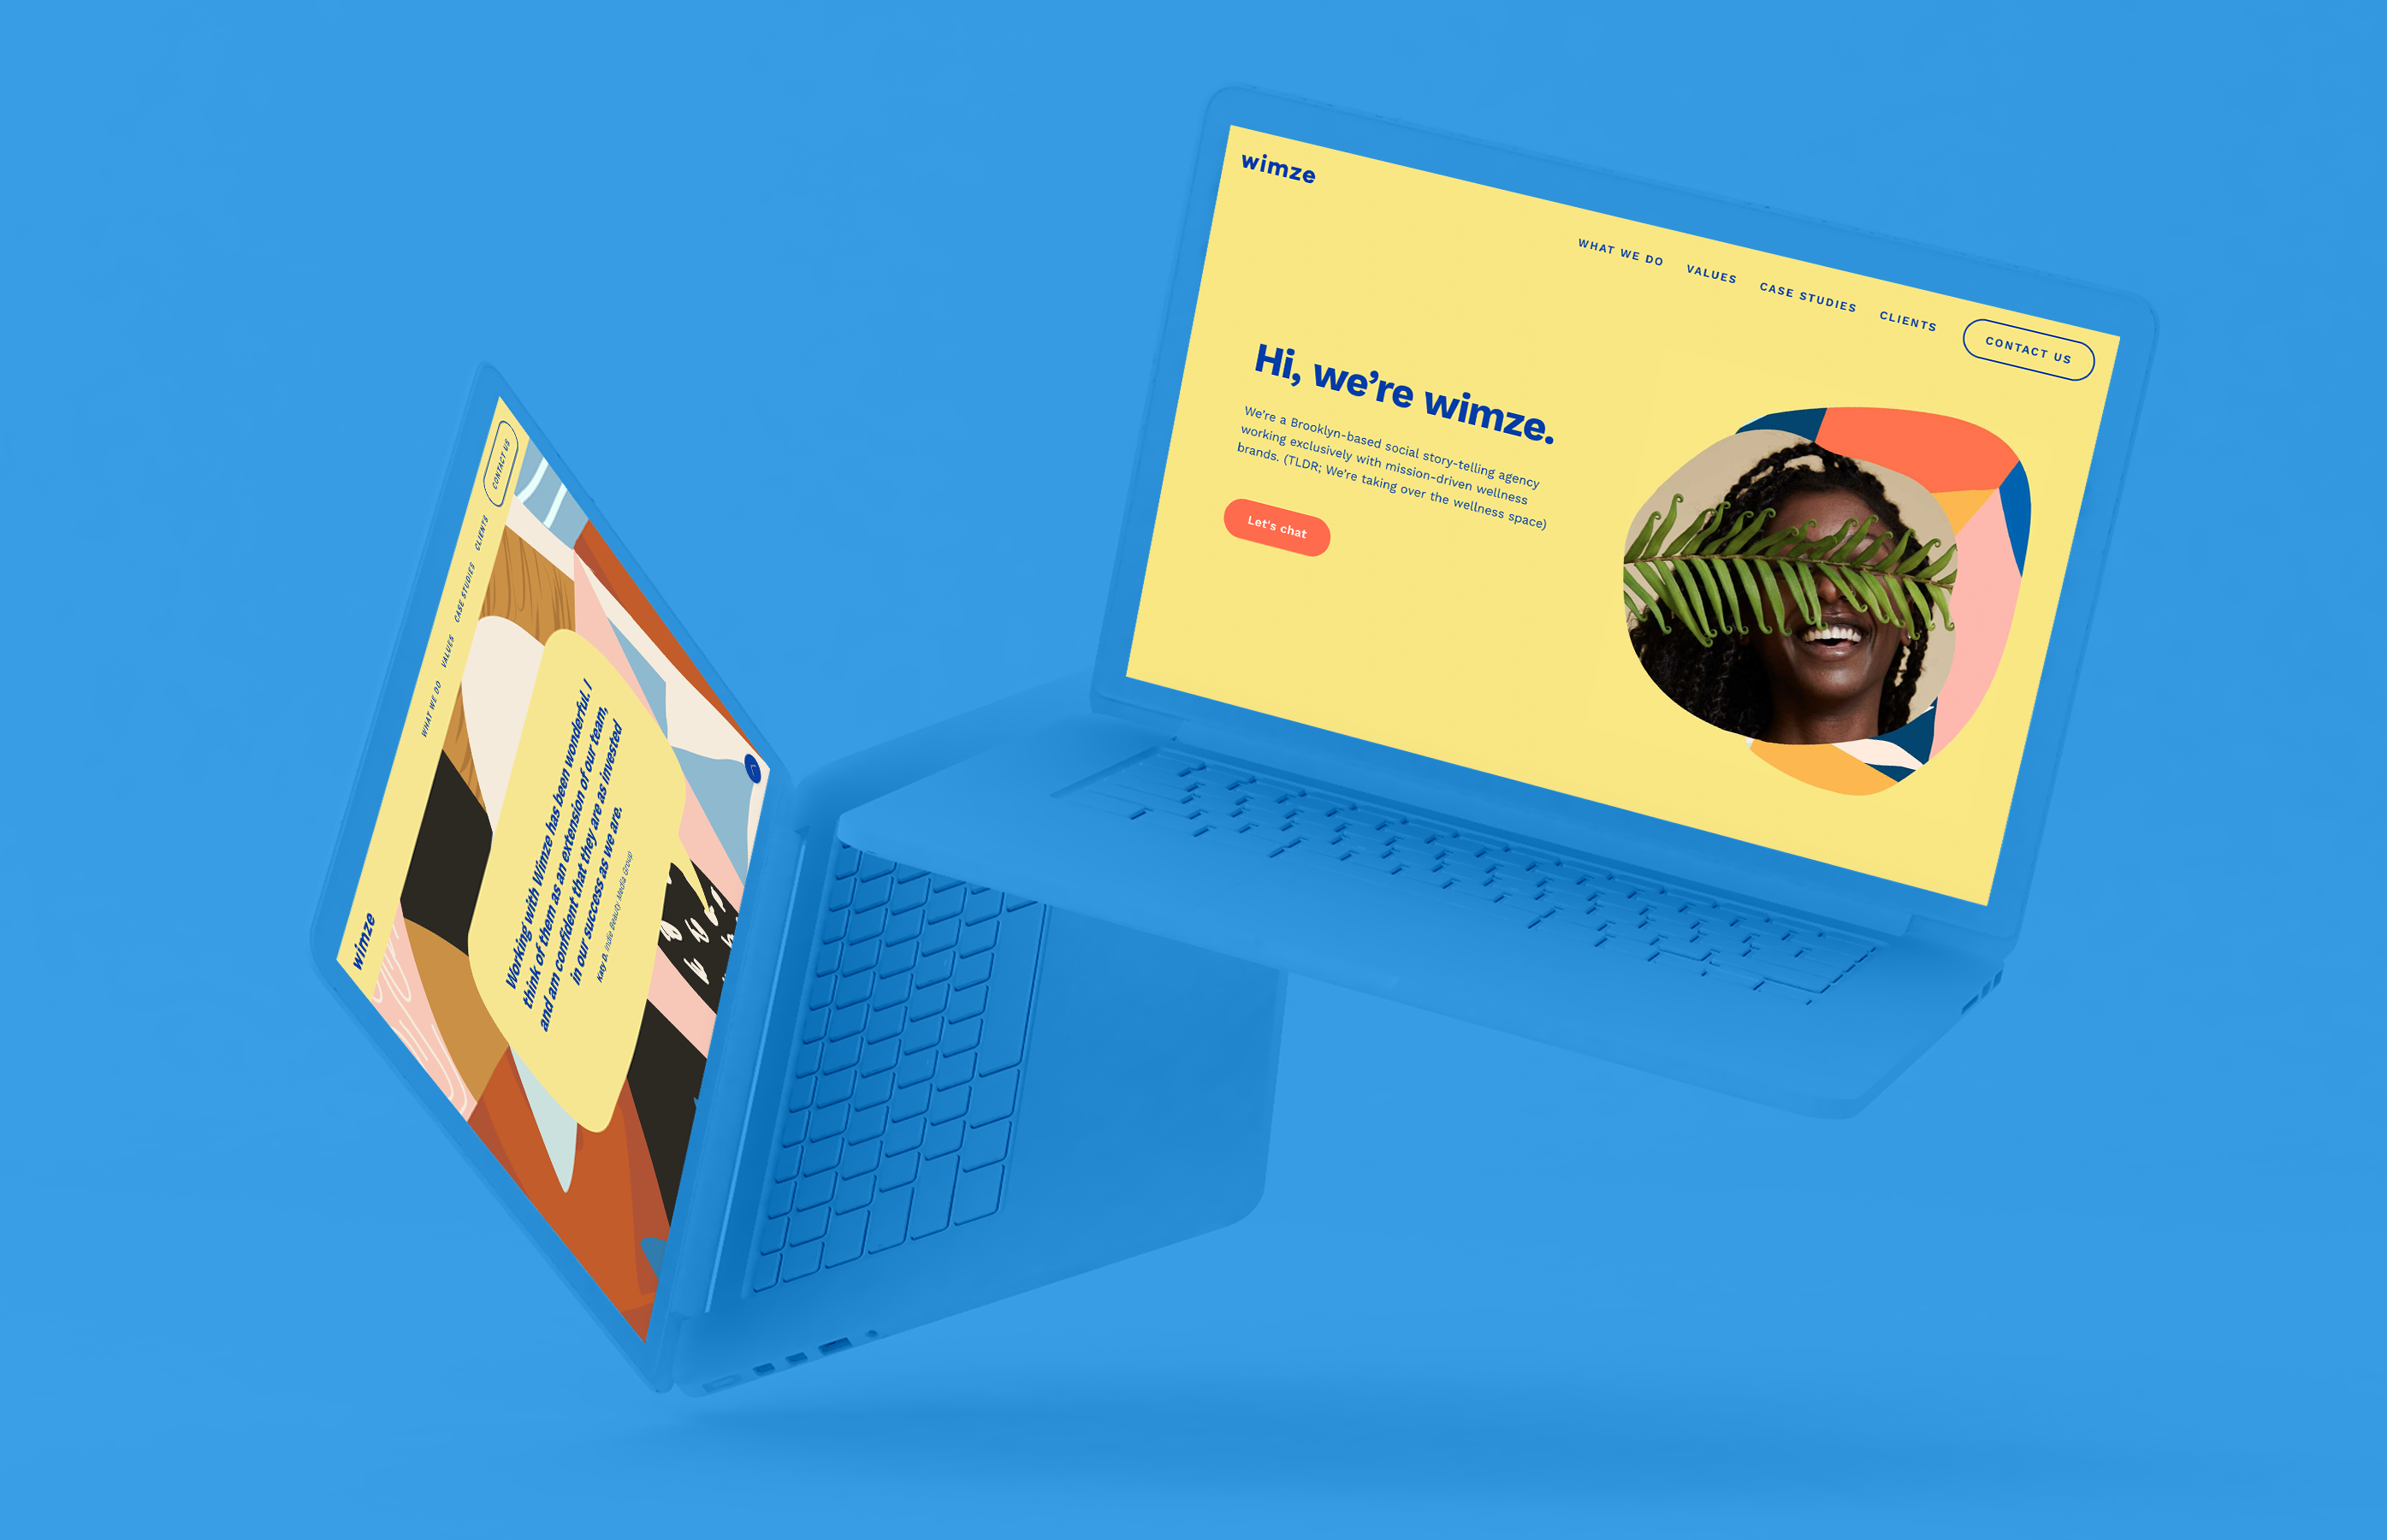 wimze
WHAT WE DO VALUES CASE STUDIES CLIENTS CONTACT US
Working with Wimze has been wonderful. I
think of them as an extension of our team,
and am confident that they are as invested
in our success as we are.
Katy D. Indie Beauty Media Group
wimze
WHAT WE DO VALUES CASE STUDIES CLIENTS CONTACT US
Hi, we’re wimze.
We’re a Brooklyn-based social story-telling agency
working exclusively with mission-driven wellness
brands. (TLDR; We’re taking over the wellness space)
Let's chat